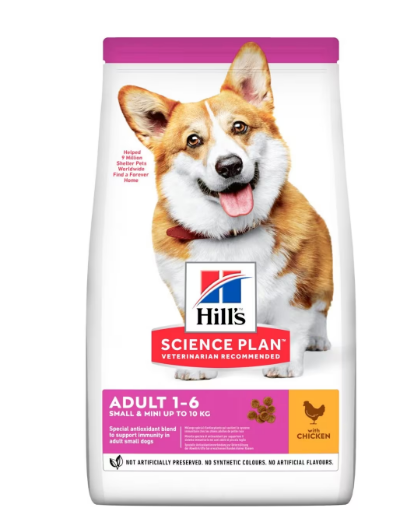 Helped
9 Million
Shelter Pets
Worldwide
Find a Forever
Home
Hill's
SCIENCE PLAN™
VETERINARIAN RECOMMENDED
ADULT 1-6
SMALL & MINI UP TO 10 KG
Special antioxidant blend
to support immunity in
adult small dogs
with
CHICKEN
NOT ARTIFICIALLY PRESERVED. NO SYNTHETIC COLOURS. NO ARTIFICIAL FLAVOURS.